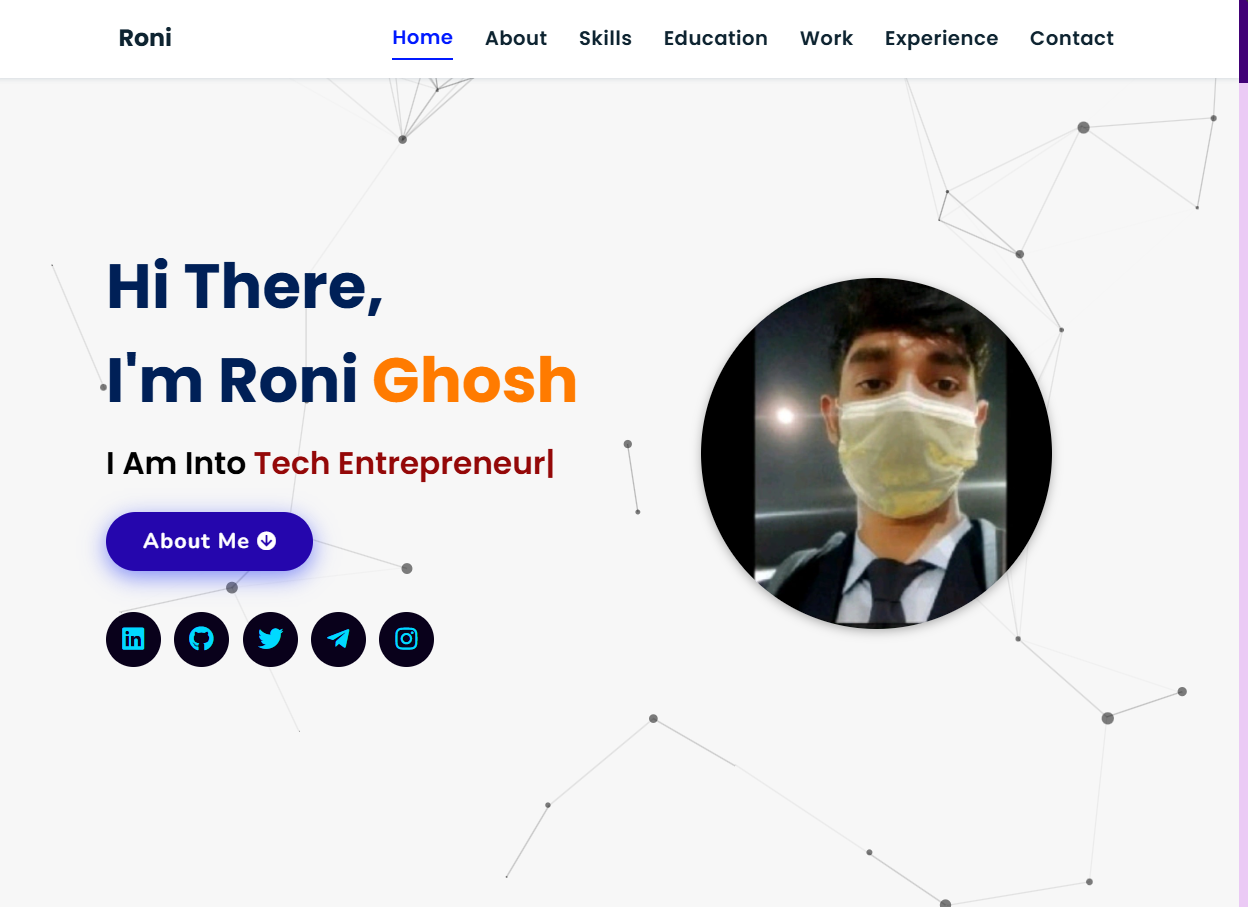 Roni
Home About Skills Education Work Experience Contact
Hi There,
I'm Roni Ghosh
I Am Into Tech Entrepreneur|
About Me